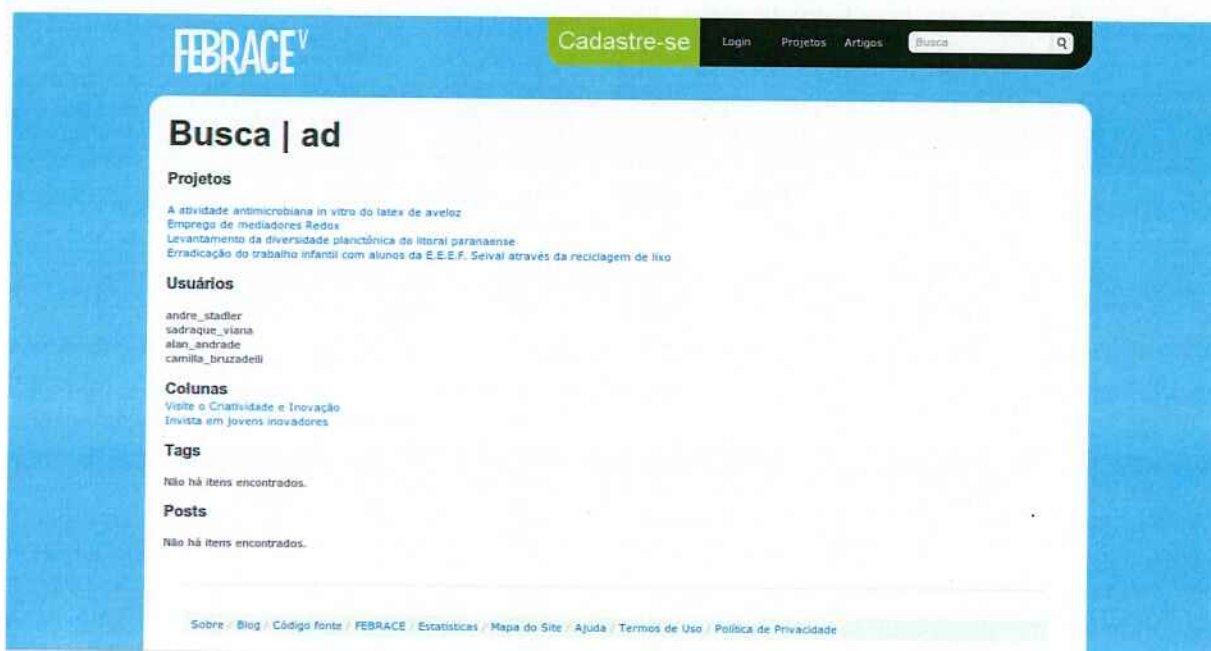 FEBRACE V
Cadastre-se
Login Projetos Artigos Busca
Busca | ad
Projetos
A atividade antimicrobiana in vitro do latex de aveloz
Emprego de mediadores Redox
Levantamento da diversidade planctônica do litoral paranaense
Erradicação do trabalho infantil com alunos da E.E.E.F. Seival através da reciclagem de lixo
Usuários
andre_stadler
sadraque_viana
alan_andrade
camilla_bruzadelli
Colunas
Visite o Criatividade e Inovação
Invista em jovens inovadores
Tags
Não há itens encontrados.
Posts
Não há itens encontrados.
Sobre / Blog / Código fonte / FEBRACE / Estatísticas / Mapa do Site / Ajuda / Termos de Uso / Política de Privacidade